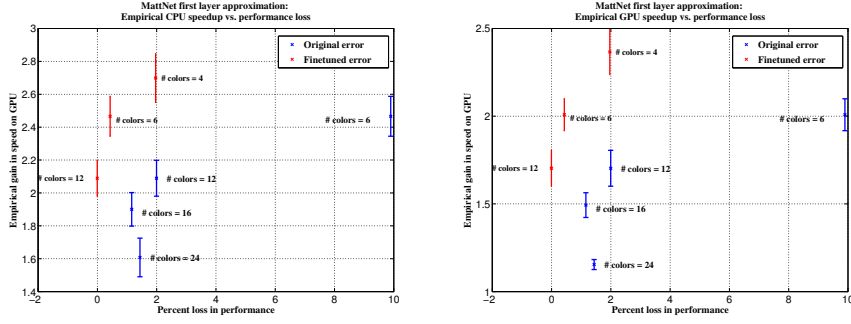 MattNet first layer approximation:
Empirical CPU speedup vs. performance loss
Empirical gain in speed on GPU
3
2.8
2.6
2.4
2.2
2
1.8
1.6
1.4
Original error
Finetuned error
# colors = 4
# colors = 6
# colors = 6
# colors = 12
# colors = 12
# colors = 16
# colors = 24
−2
0
2
4
6
8
10
Percent loss in performance
MattNet first layer approximation:
Empirical GPU speedup vs. performance loss
Empirical gain in speed on GPU
2.5
2
1.5
1
Original error
Finetuned error
# colors = 4
# colors = 6
# colors = 6
# colors = 12
# colors = 12
# colors = 16
# colors = 24
−2
0
2
4
6
8
10
Percent loss in performance